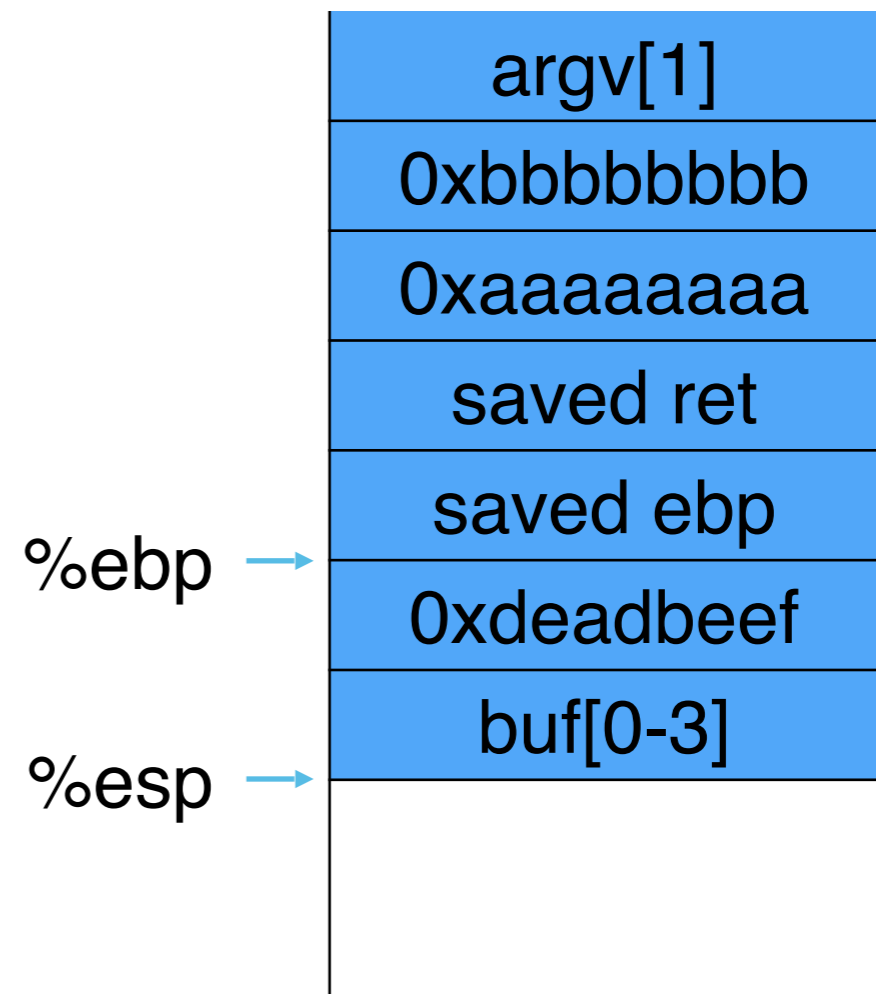 argv[1]
0xbbbbbbbb
0xaaaaaaaa
saved ret
saved ebp
%ebp
0xdeadbeef
buf[0-3]
%esp